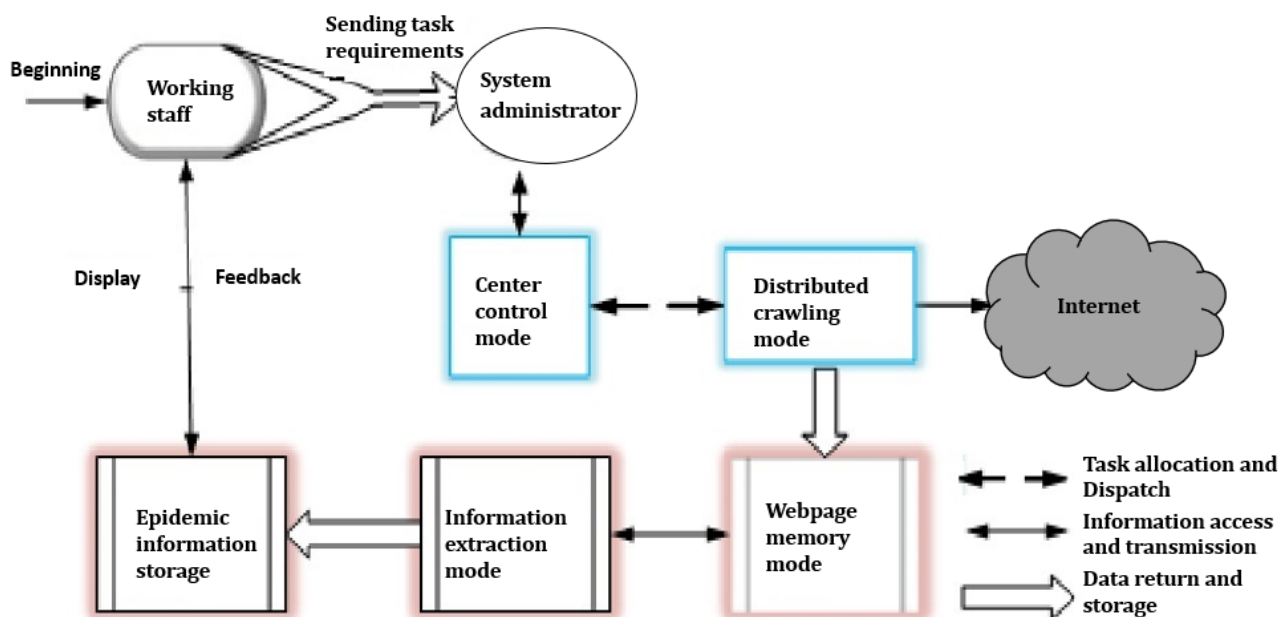 Beginning
Working
staff
Sending task
requirements
System
administrator
Display
Feedback
Center
control
mode
Distributed
crawling
mode
Internet
Epidemic
information
storage
Information
extraction
mode
Webpage
memory
mode
Task allocation and
Dispatch
Information access
and transmission
Data return and
storage